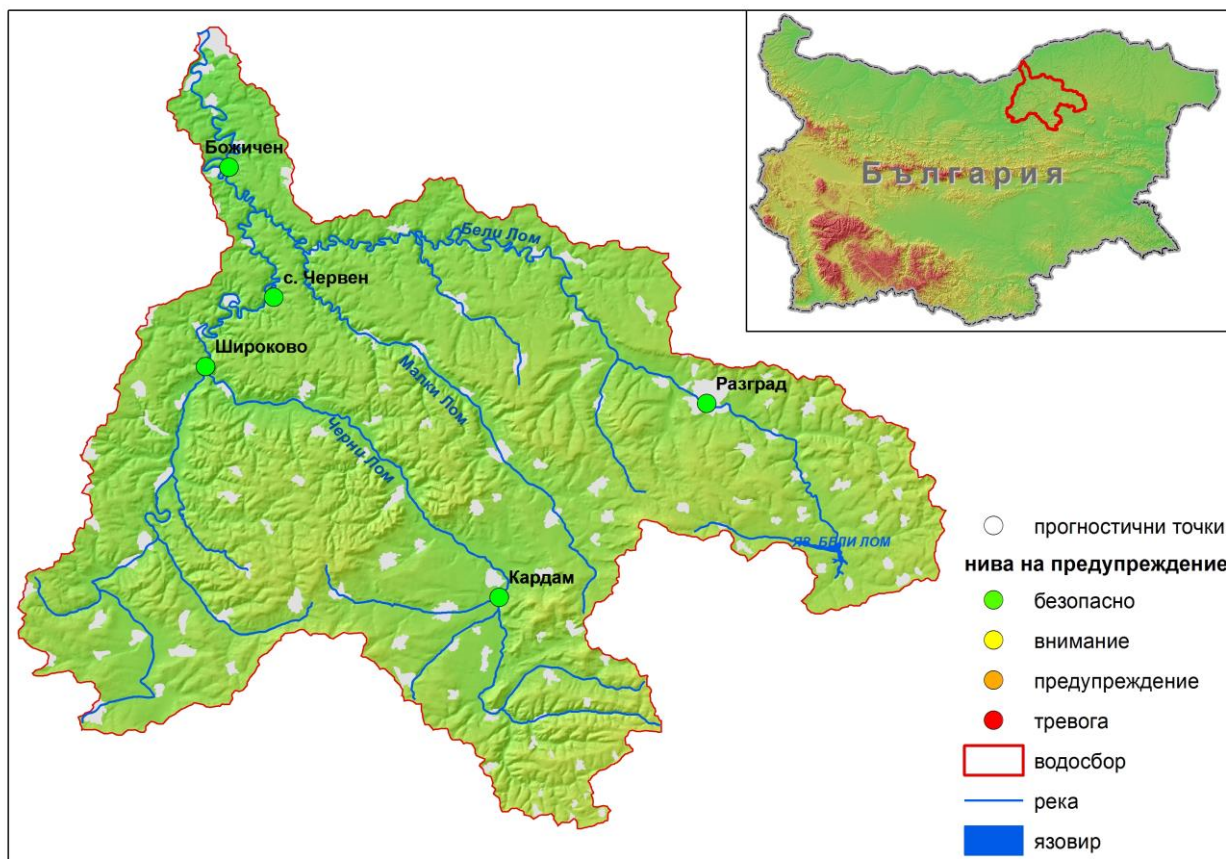 България
Божичен
Бели Лом
с. Червен
Широково
Малки Лом
Разград
Черни Лом
ЯВ. БЕЛИ ЛОМ
Кардам
прогностични точки
нива на предупреждение
безопасно
внимание
предупреждение
тревога
водосбор
река
язовир